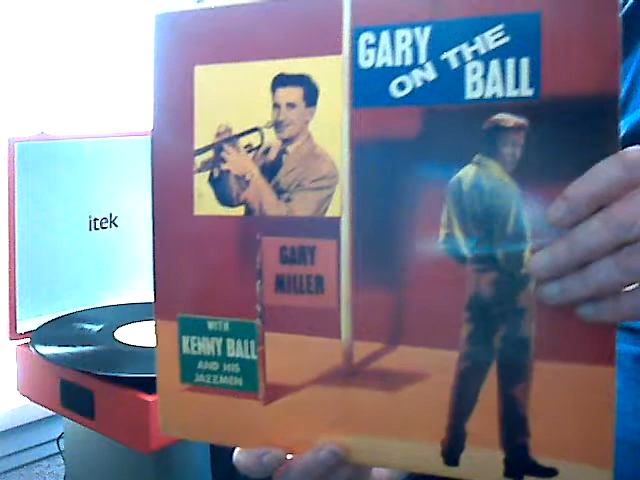 GARY
ON THE
BALL
GARY
MILLER
WITH
KENNY BALL
AND HIS
JAZZMEN
itek